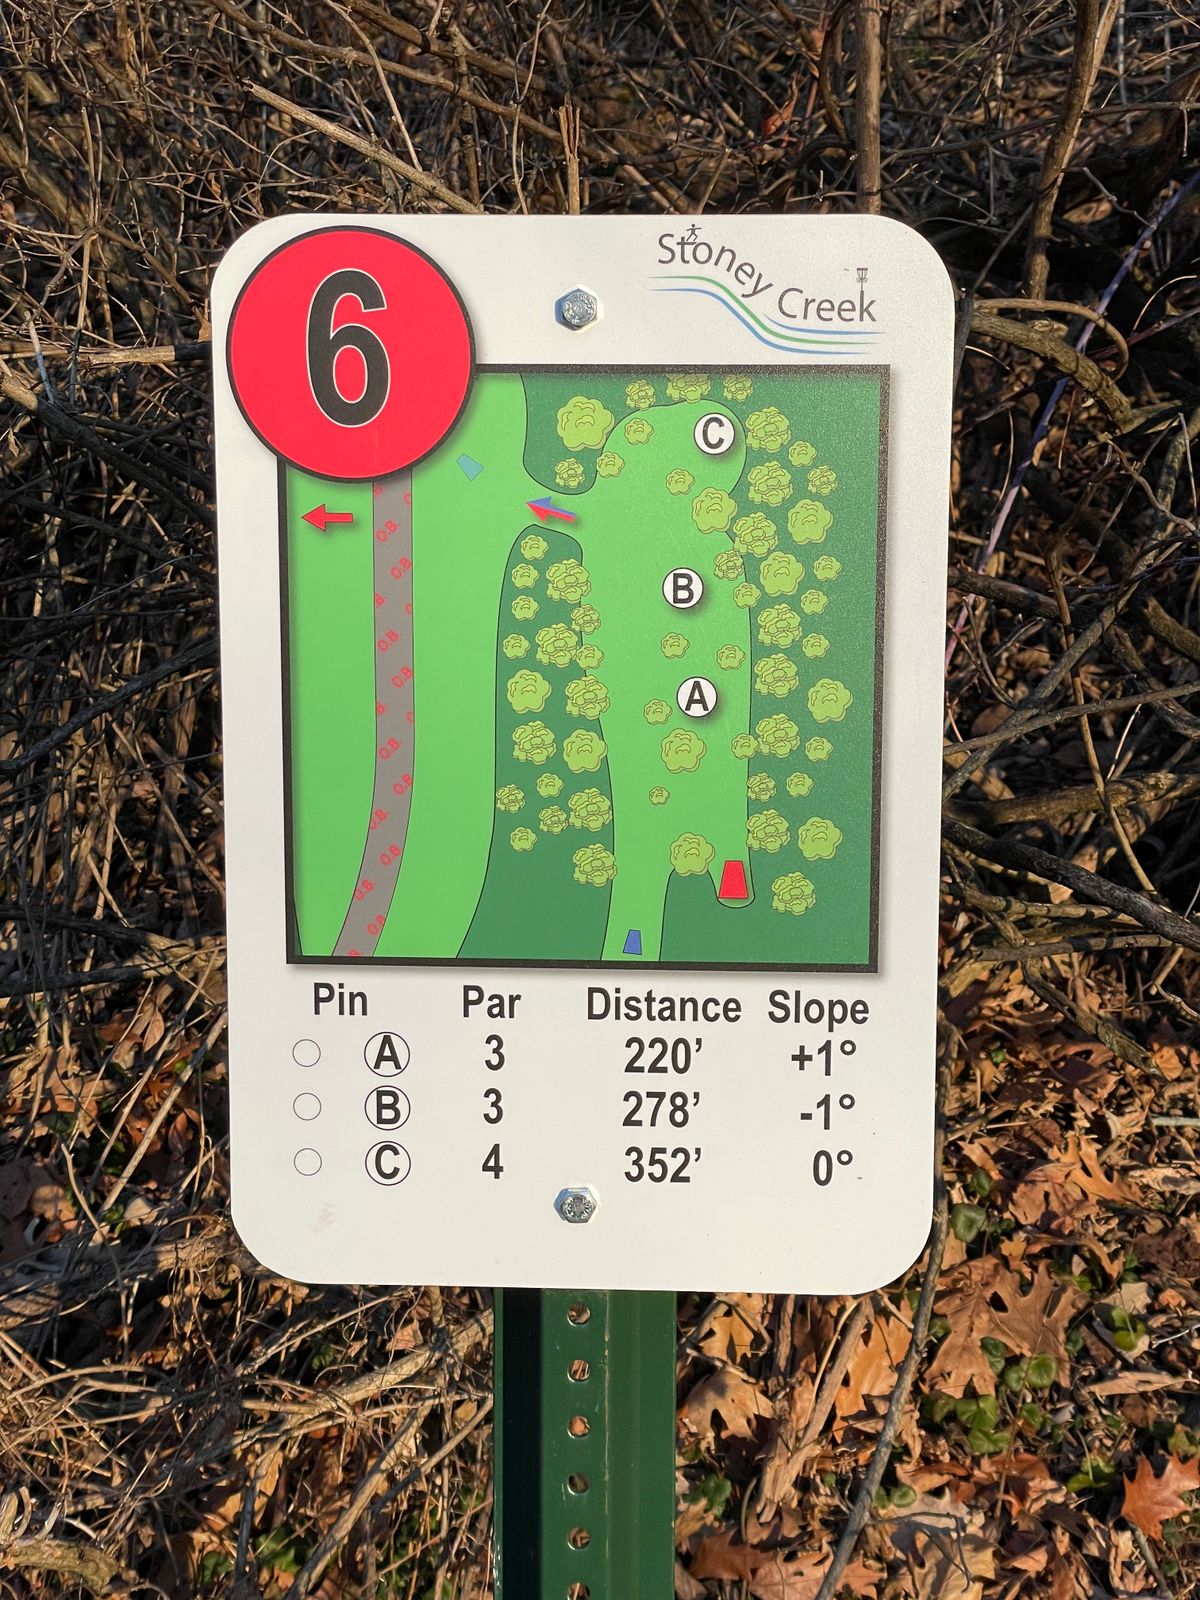 6
Stoney Creek
C
B
A
O.B.
O.B.
O.B.
O.B.
O.B.
O.B.
O.B.
O.B.
O.B.
O.B.
Pin Par Distance Slope
A 3 220’ +1°
B 3 278’ -1°
C 4 352’ 0°